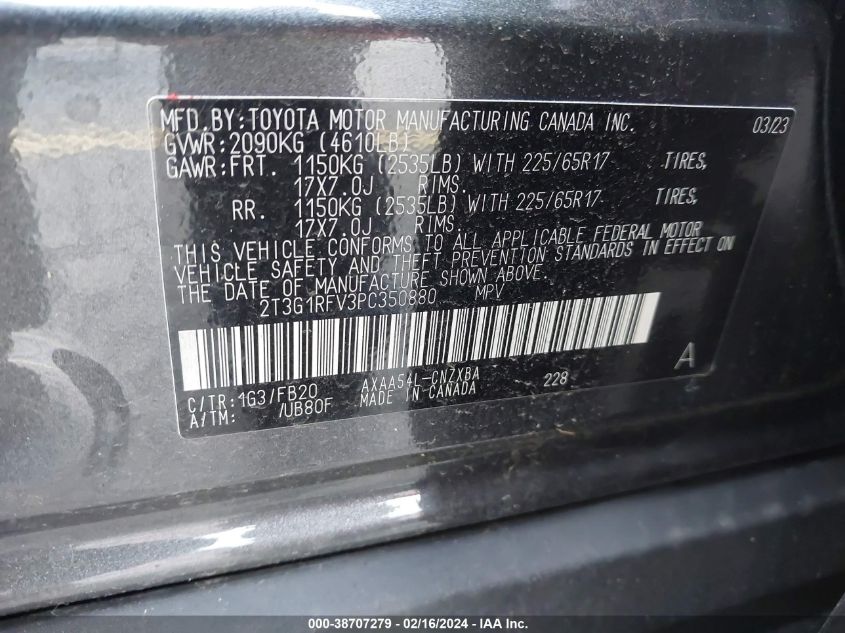 MFD.BY:TOYOTA MOTOR MANUFACTURING CANADA INC. 03/23
GVWR:2090KG (4610LB)
GAWR:FRT. 1150KG (2535LB) WITH 225/65R17 TIRES,
17X7.0J RIMS.
RR. 1150KG (2535LB) WITH 225/65R17 TIRES,
17X7.0J RIMS.
THIS VEHICLE CONFORMS TO ALL APPLICABLE FEDERAL MOTOR
VEHICLE SAFETY AND THEFT PREVENTION STANDARDS IN EFFECT ON
THE DATE OF MANUFACTURE SHOWN ABOVE.
2T3G1RFV3PC350880 MPV
A
C/TR:1G3/FB20 AXAA54L-CNZXBA 228
A/TM: /UB80F MADE IN CANADA
000-38707279 - 02/16/2024 - IAA Inc.